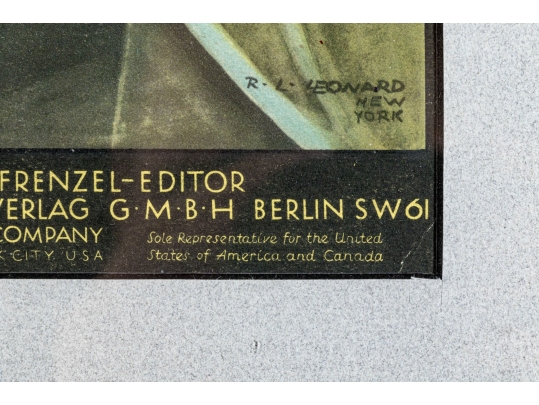 R·L·LEONARD
NEW
YORK
FRENZEL-EDITOR
VERLAG G·M·B·H BERLIN SW61
COMPANY
K·CITY, USA
Sole Representative for the United
States of America and Canada